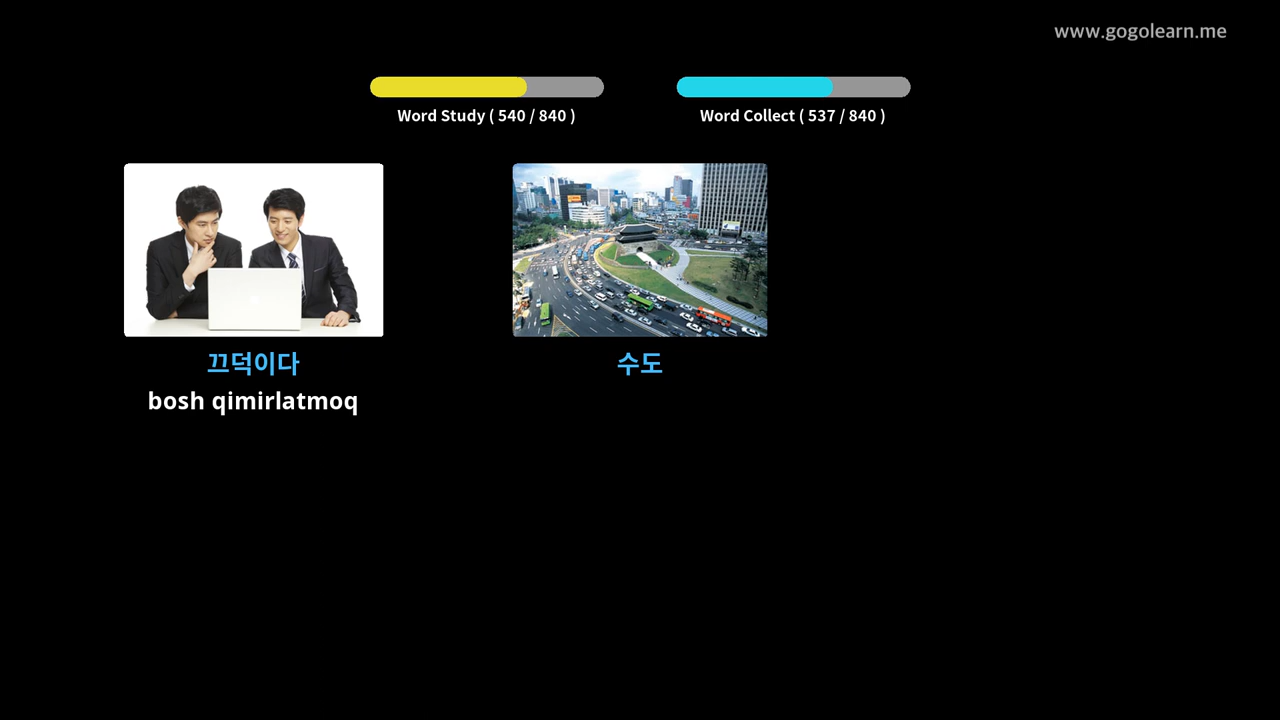 www.gogolearn.me
Word Study ( 540 / 840 )
Word Collect ( 537 / 840 )
끄덕이다
bosh qimirlatmoq
수도